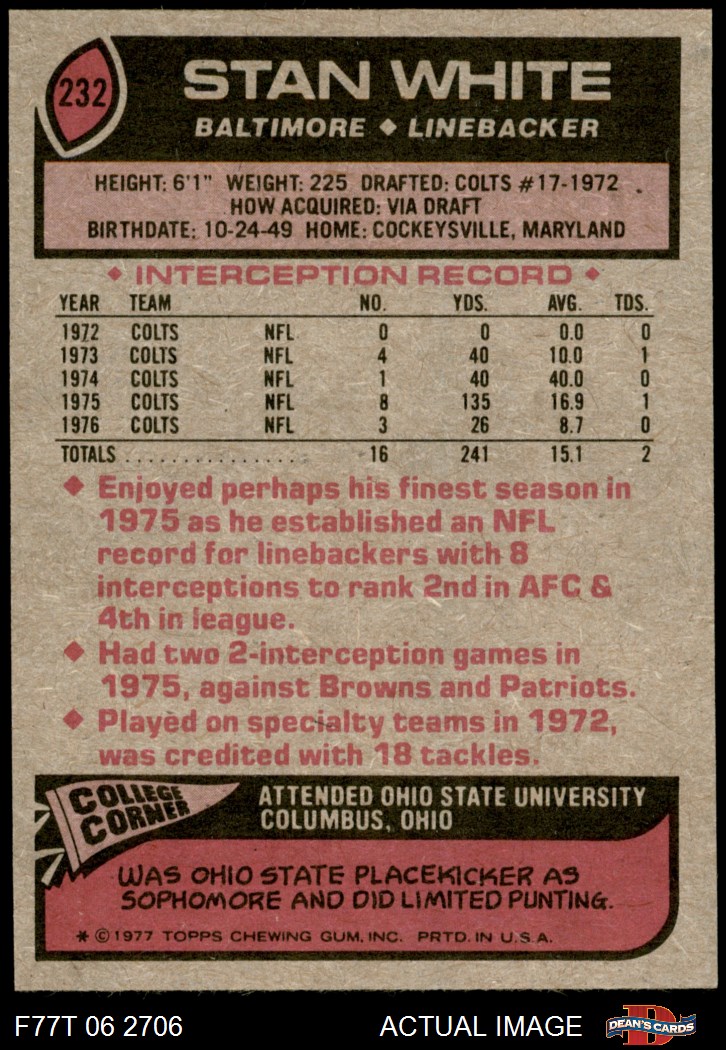 232
STAN WHITE
BALTIMORE ◆ LINEBACKER
HEIGHT: 6'1" WEIGHT: 225 DRAFTED: COLTS #17-1972
HOW ACQUIRED: VIA DRAFT
BIRTHDATE: 10-24-49 HOME: COCKEYSVILLE, MARYLAND
◆ INTERCEPTION RECORD ◆
YEAR TEAM NO. YDS. AVG. TDS.
1972 COLTS NFL 0 0 0.0 0
1973 COLTS NFL 4 40 10.0 1
1974 COLTS NFL 1 40 40.0 0
1975 COLTS NFL 8 135 16.9 1
1976 COLTS NFL 3 26 8.7 0
TOTALS . . . . . . . . . . . . . . . . 16 241 15.1 2
◆ Enjoyed perhaps his finest season in
1975 as he established an NFL
record for linebackers with 8
interceptions to rank 2nd in AFC &
4th in league.
◆ Had two 2-interception games in
1975, against Browns and Patriots.
◆ Played on specialty teams in 1972,
was credited with 18 tackles.
COLLEGE
CORNER
ATTENDED OHIO STATE UNIVERSITY
COLUMBUS, OHIO
WAS OHIO STATE PLACEKICKER AS
SOPHOMORE AND DID LIMITED PUNTING.
* © 1977 TOPPS CHEWING GUM, INC. PRTD. IN U.S.A.
F77T 06 2706 ACTUAL IMAGE
D
DEAN'S CARDS